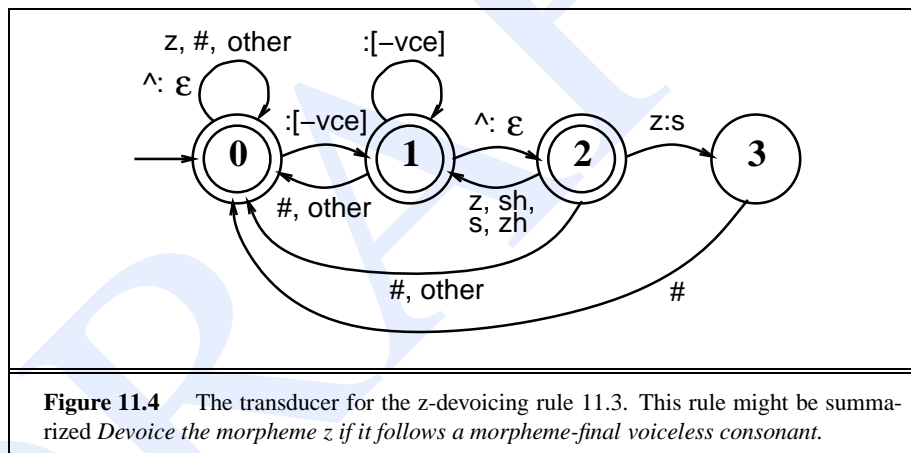 z, #, other
:[−vce]
^: ε
:[−vce]
^: ε
z:s
0
1
2
3
#, other
z, sh,
s, zh
#, other
#
Figure 11.4 The transducer for the z-devoicing rule 11.3. This rule might be summa-
rized Devoice the morpheme z if it follows a morpheme-final voiceless consonant.